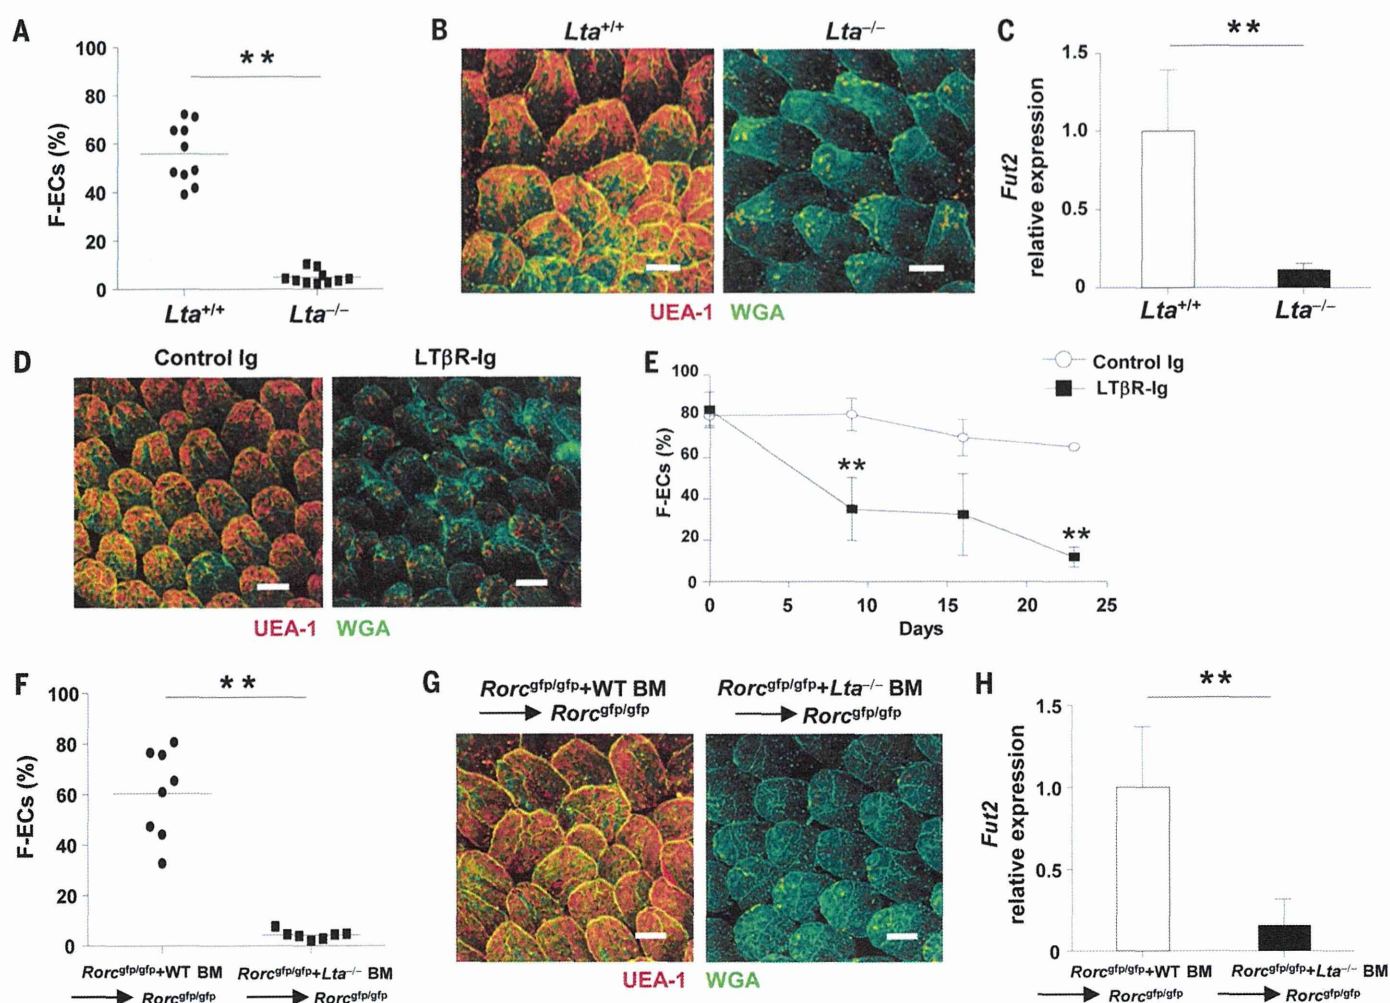 A
100
80
60
40
20
0
F-ECs (%)
**
Lta+/+
Lta−/−
B
Lta+/+
Lta−/−
UEA-1 WGA
C
**
1.5
1.0
0.5
0
Fut2
relative expression
Lta+/+
Lta−/−
D
Control Ig
LTβR-Ig
UEA-1 WGA
E
Control Ig
LTβR-Ig
100
80
60
40
20
0
F-ECs (%)
**
**
0 5 10 15 20 25
Days
F
**
100
80
60
40
20
0
F-ECs (%)
Rorcgfp/gfp+WT BM
→ Rorcgfp/gfp
Rorcgfp/gfp+Lta−/− BM
→ Rorcgfp/gfp
G
Rorcgfp/gfp+WT BM
→ Rorcgfp/gfp
Rorcgfp/gfp+Lta−/− BM
→ Rorcgfp/gfp
UEA-1 WGA
H
**
1.5
1.0
0.5
0
Fut2
relative expression
Rorcgfp/gfp+WT BM
→ Rorcgfp/gfp
Rorcgfp/gfp+Lta−/− BM
→ Rorcgfp/gfp